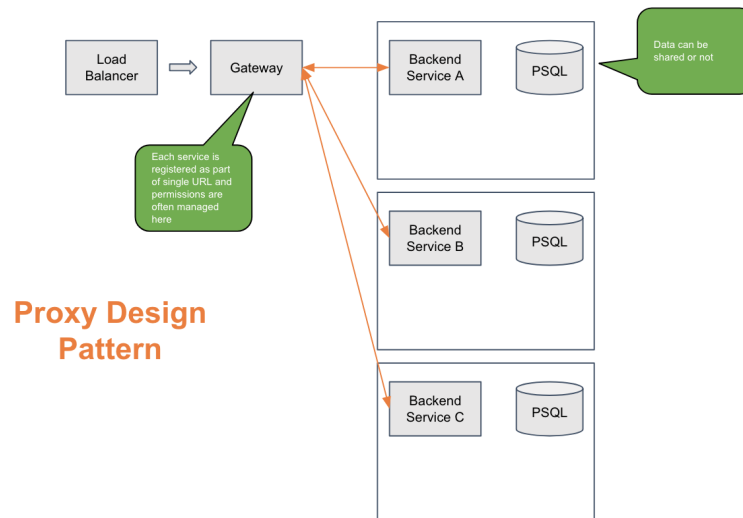 Load
Balancer
Gateway
Backend
Service A
PSQL
Data can be
shared or not
Each service is
registered as part
of single URL and
permissions are
often managed
here
Backend
Service B
PSQL
Proxy Design
Pattern
Backend
Service C
PSQL